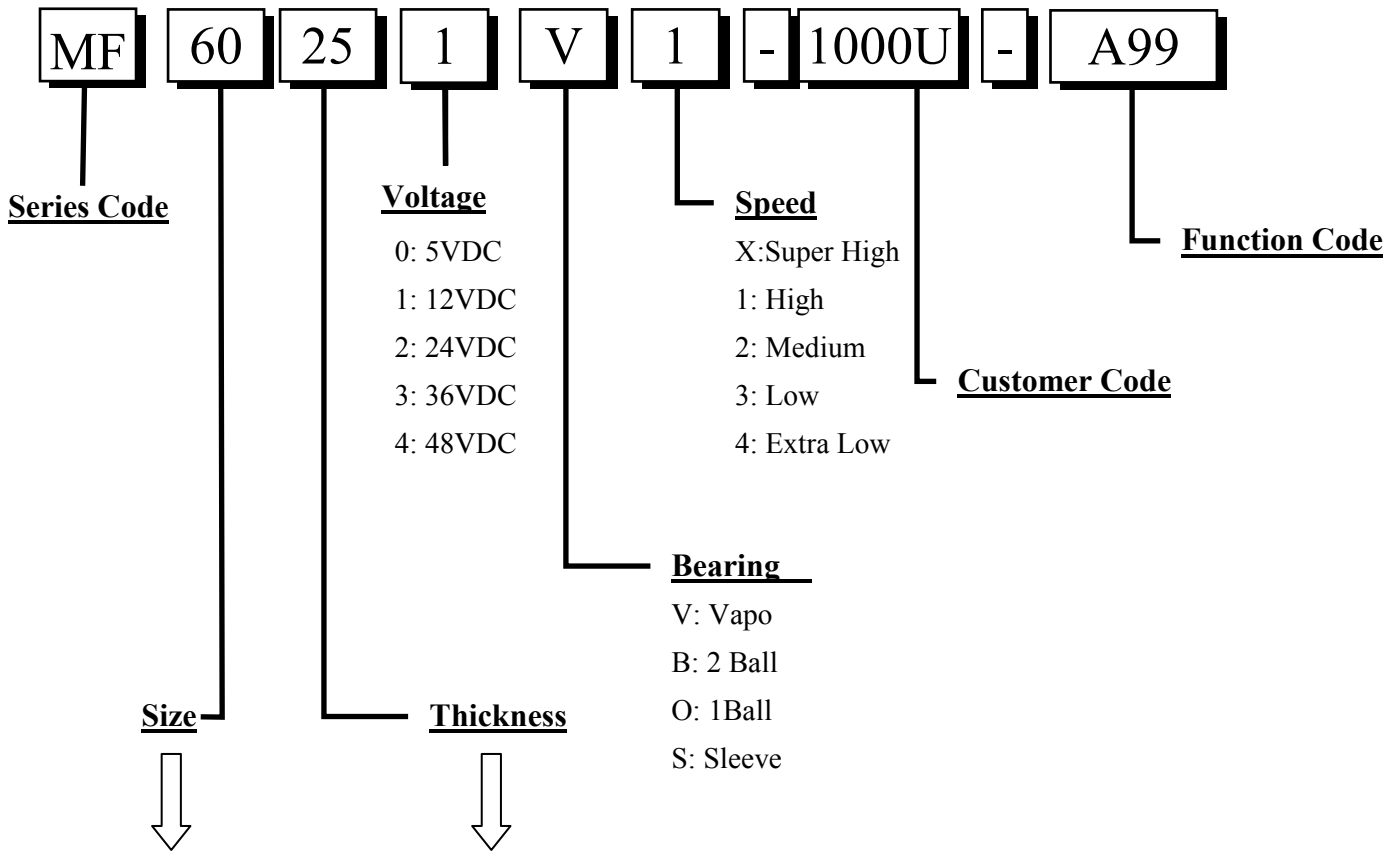 MF 60 25 1 V 1 - 1000U - A99
Series Code
Voltage
0: 5VDC
1: 12VDC
2: 24VDC
3: 36VDC
4: 48VDC
Speed
X:Super High
1: High
2: Medium
3: Low
4: Extra Low
Function Code
Customer Code
Bearing
V: Vapo
B: 2 Ball
O: 1Ball
S: Sleeve
Size
Thickness